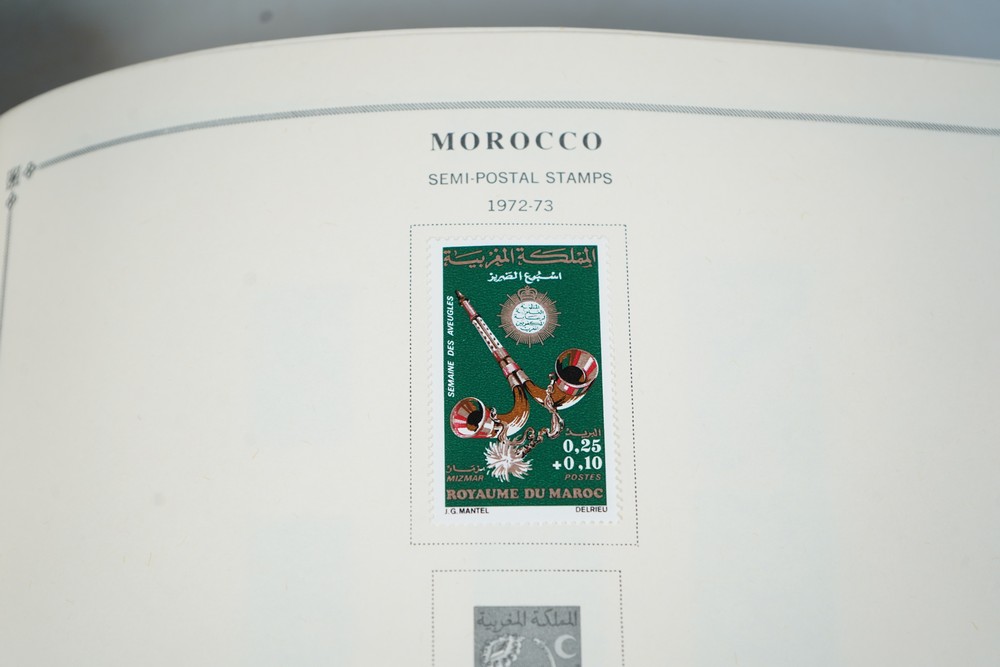 MOROCCO
SEMI-POSTAL STAMPS
1972-73
المملكة المغربية
اسبوع الضرير
SEMAINE DES AVEUGLES
البريد
0,25
+0,10
مزمار
MIZMAR
POSTES
ROYAUME DU MAROC
J.G. MANTEL
DELRIEU
المملكة المغربية